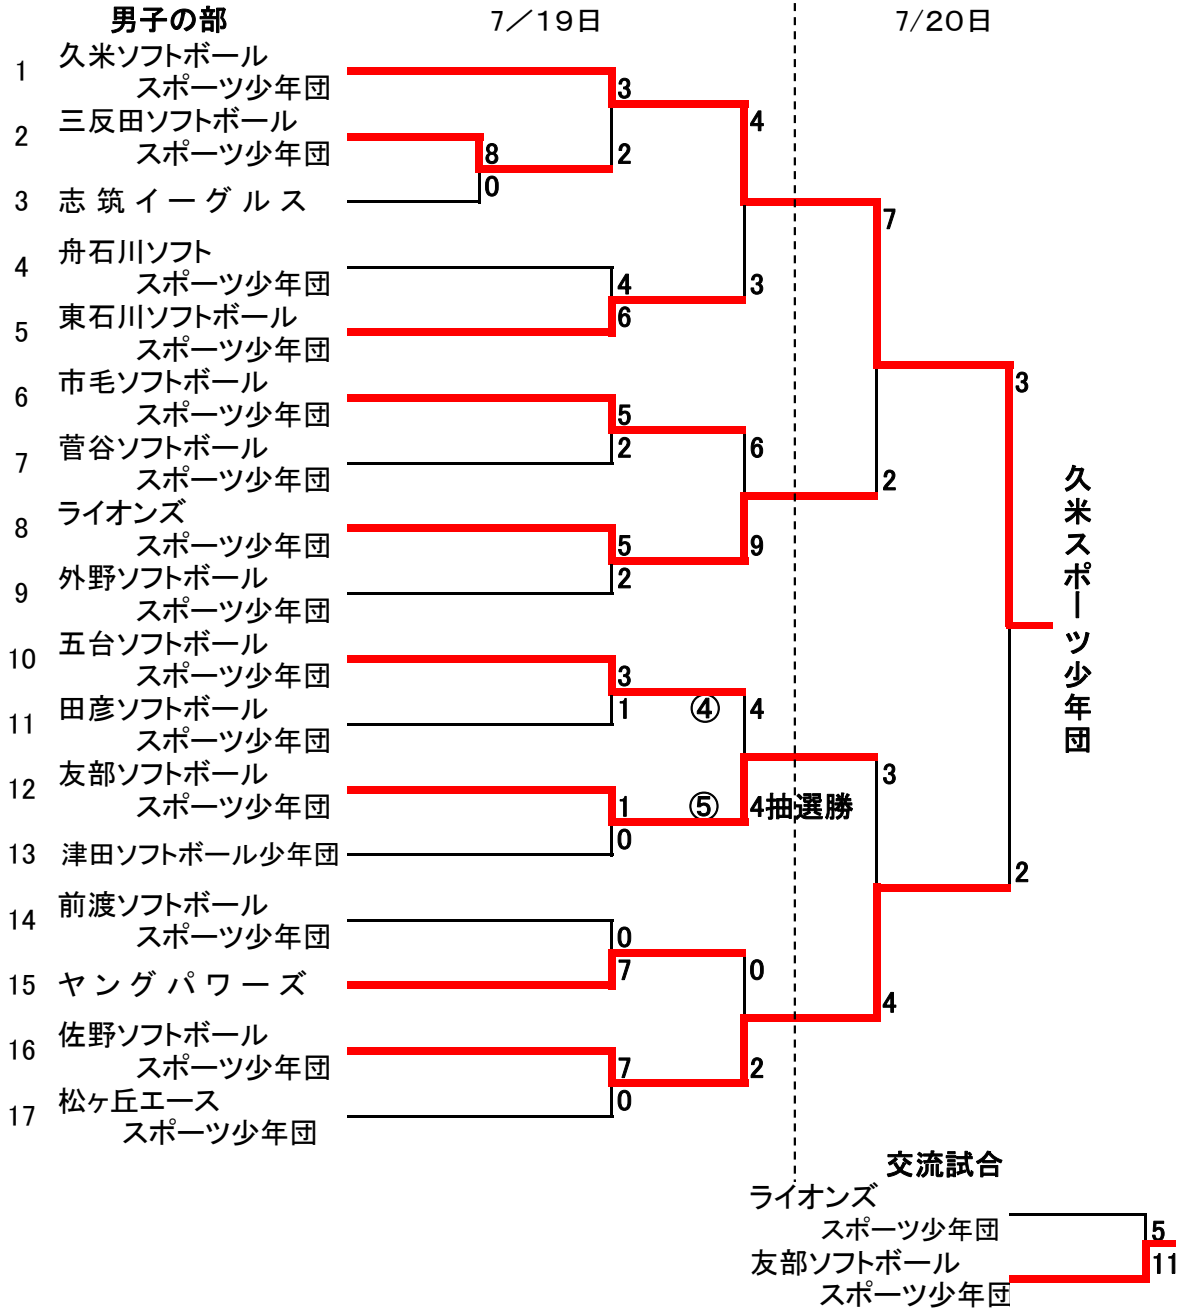 男子の部
7／19日
7/20日
1
久米ソフトボール
スポーツ少年団
3
4
2
三反田ソフトボール
スポーツ少年団
8
2
0
3
志筑イーグルス
7
4
舟石川ソフト
スポーツ少年団
4
3
5
東石川ソフトボール
スポーツ少年団
6
3
6
市毛ソフトボール
スポーツ少年団
5
6
7
菅谷ソフトボール
スポーツ少年団
2
2
8
ライオンズ
スポーツ少年団
5
9
9
外野ソフトボール
スポーツ少年団
2
久米スポーツ少年団
10
五台ソフトボール
スポーツ少年団
3
11
田彦ソフトボール
スポーツ少年団
1
④
4
12
友部ソフトボール
スポーツ少年団
1
⑤
4抽選勝
3
0
13
津田ソフトボール少年団
2
14
前渡ソフトボール
スポーツ少年団
0
15
ヤングパワーズ
7
0
4
16
佐野ソフトボール
スポーツ少年団
7
2
17
松ヶ丘エース
スポーツ少年団
0
交流試合
ライオンズ
スポーツ少年団
5
友部ソフトボール
スポーツ少年団
11